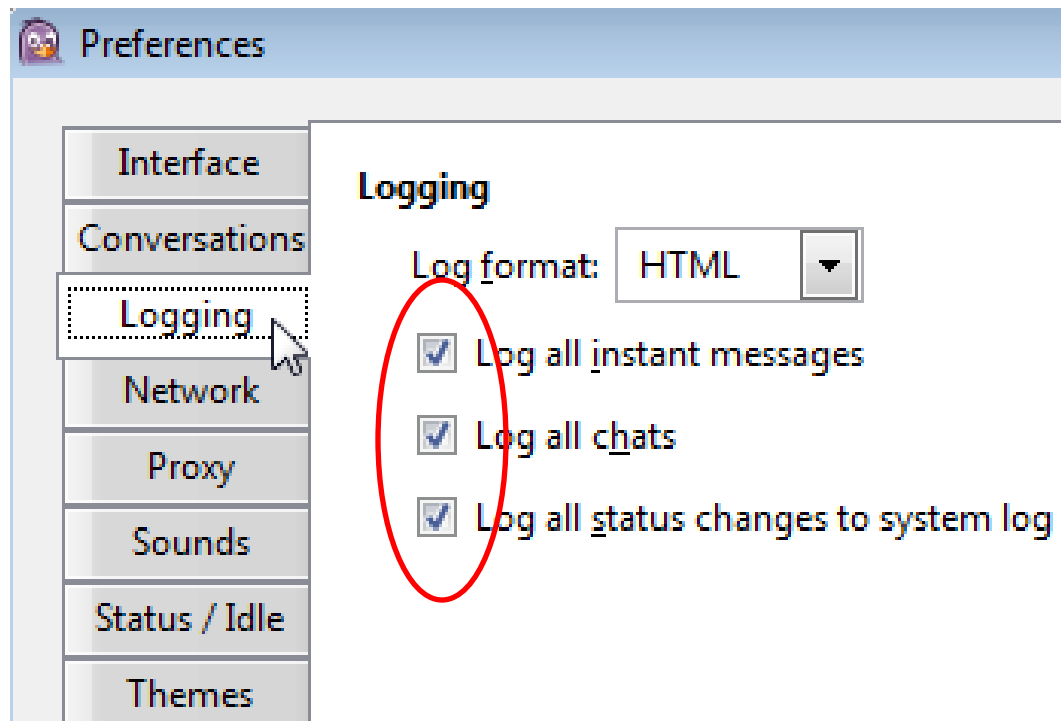 Preferences
Interface
Conversations
Logging
Network
Proxy
Sounds
Status / Idle
Themes
Logging
Log format: HTML
Log all instant messages
Log all chats
Log all status changes to system log